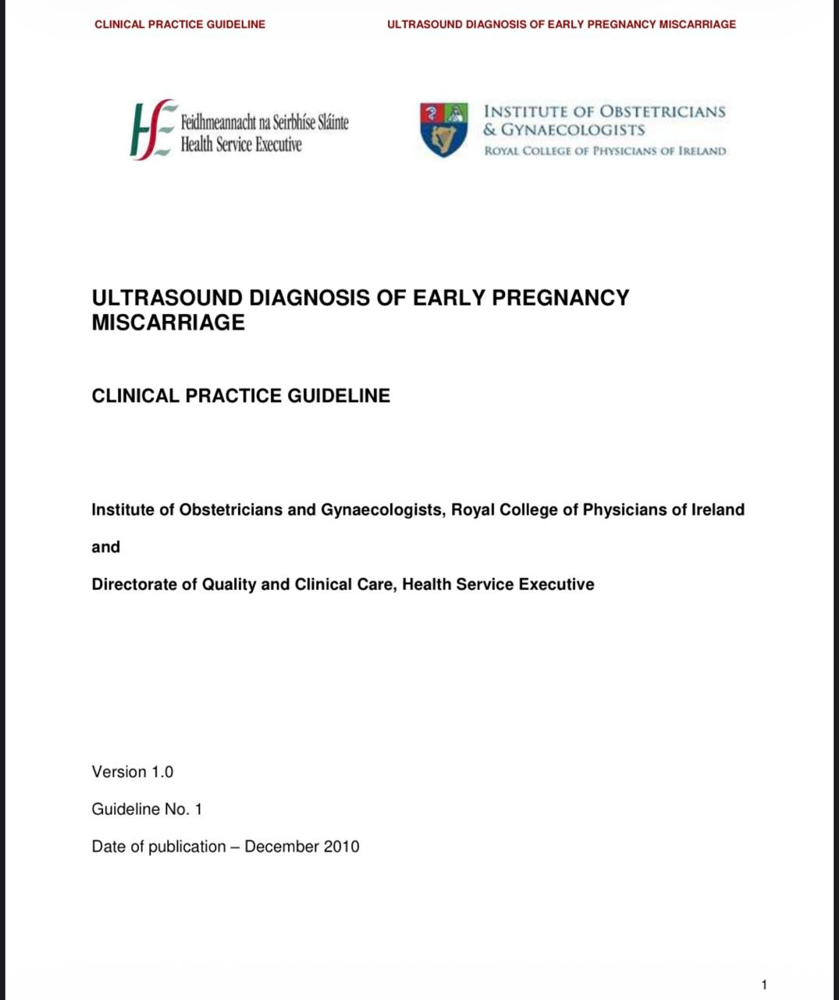 CLINICAL PRACTICE GUIDELINE ULTRASOUND DIAGNOSIS OF EARLY PREGNANCY MISCARRIAGE
Feidhmeannacht na Seirbhíse Sláinte
Health Service Executive
INSTITUTE OF OBSTETRICIANS
& GYNAECOLOGISTS
ROYAL COLLEGE OF PHYSICIANS OF IRELAND
ULTRASOUND DIAGNOSIS OF EARLY PREGNANCY
MISCARRIAGE
CLINICAL PRACTICE GUIDELINE
Institute of Obstetricians and Gynaecologists, Royal College of Physicians of Ireland
and
Directorate of Quality and Clinical Care, Health Service Executive
Version 1.0
Guideline No. 1
Date of publication – December 2010
1